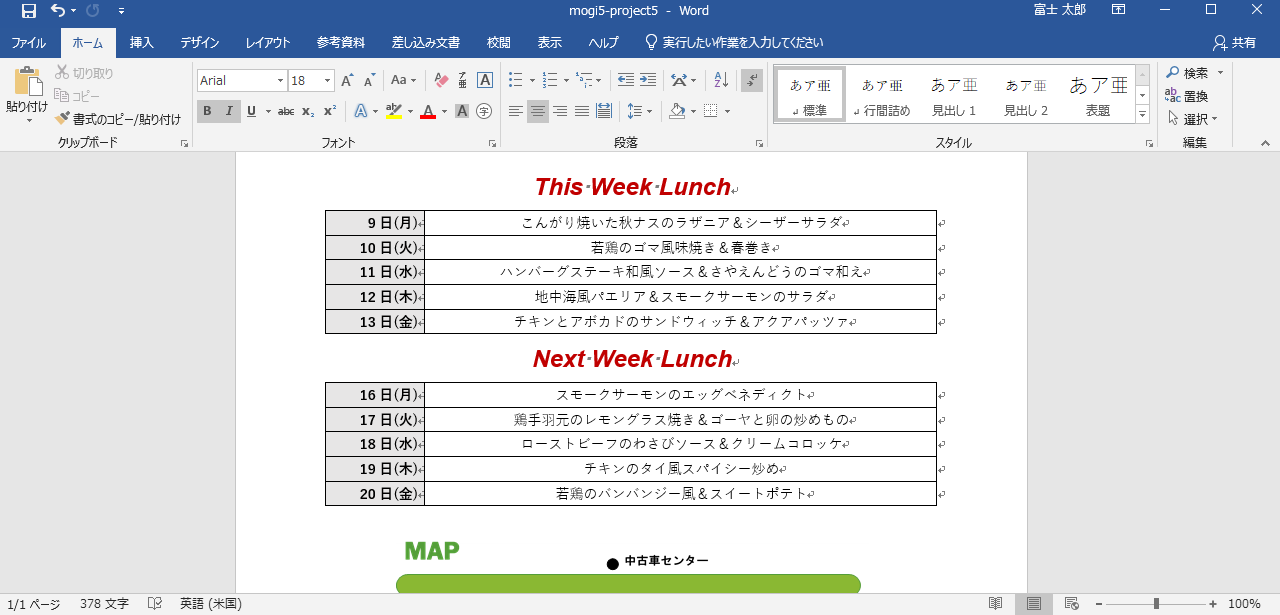 mogi5-project5 - Word
富士 太郎
ファイル ホーム 挿入 デザイン レイアウト 参考資料 差し込み文書 校閲 表示 ヘルプ 実行したい作業を入力してください 共有
貼り付け
切り取り
コピー
書式のコピー/貼り付け
クリップボード
Arial 18
フォント
段落
あア亜 あア亜 あア亜 あア亜 あア亜
標準 行間詰め 見出し 1 見出し 2 表題
スタイル
検索
置換
選択
編集
This Week Lunch
9 日(月) こんがり焼いた秋ナスのラザニア＆シーザーサラダ
10 日(火) 若鶏のゴマ風味焼き＆春巻き
11 日(水) ハンバーグステーキ和風ソース＆さやえんどうのゴマ和え
12 日(木) 地中海風パエリア＆スモークサーモンのサラダ
13 日(金) チキンとアボカドのサンドウィッチ＆アクアパッツァ
Next Week Lunch
16 日(月) スモークサーモンのエッグベネディクト
17 日(火) 鶏手羽元のレモングラス焼き＆ゴーヤと卵の炒めもの
18 日(水) ローストビーフのわさびソース＆クリームコロッケ
19 日(木) チキンのタイ風スパイシー炒め
20 日(金) 若鶏のバンバンジー風＆スイートポテト
MAP
中古車センター
1/1 ページ 378 文字 英語 (米国) 100%